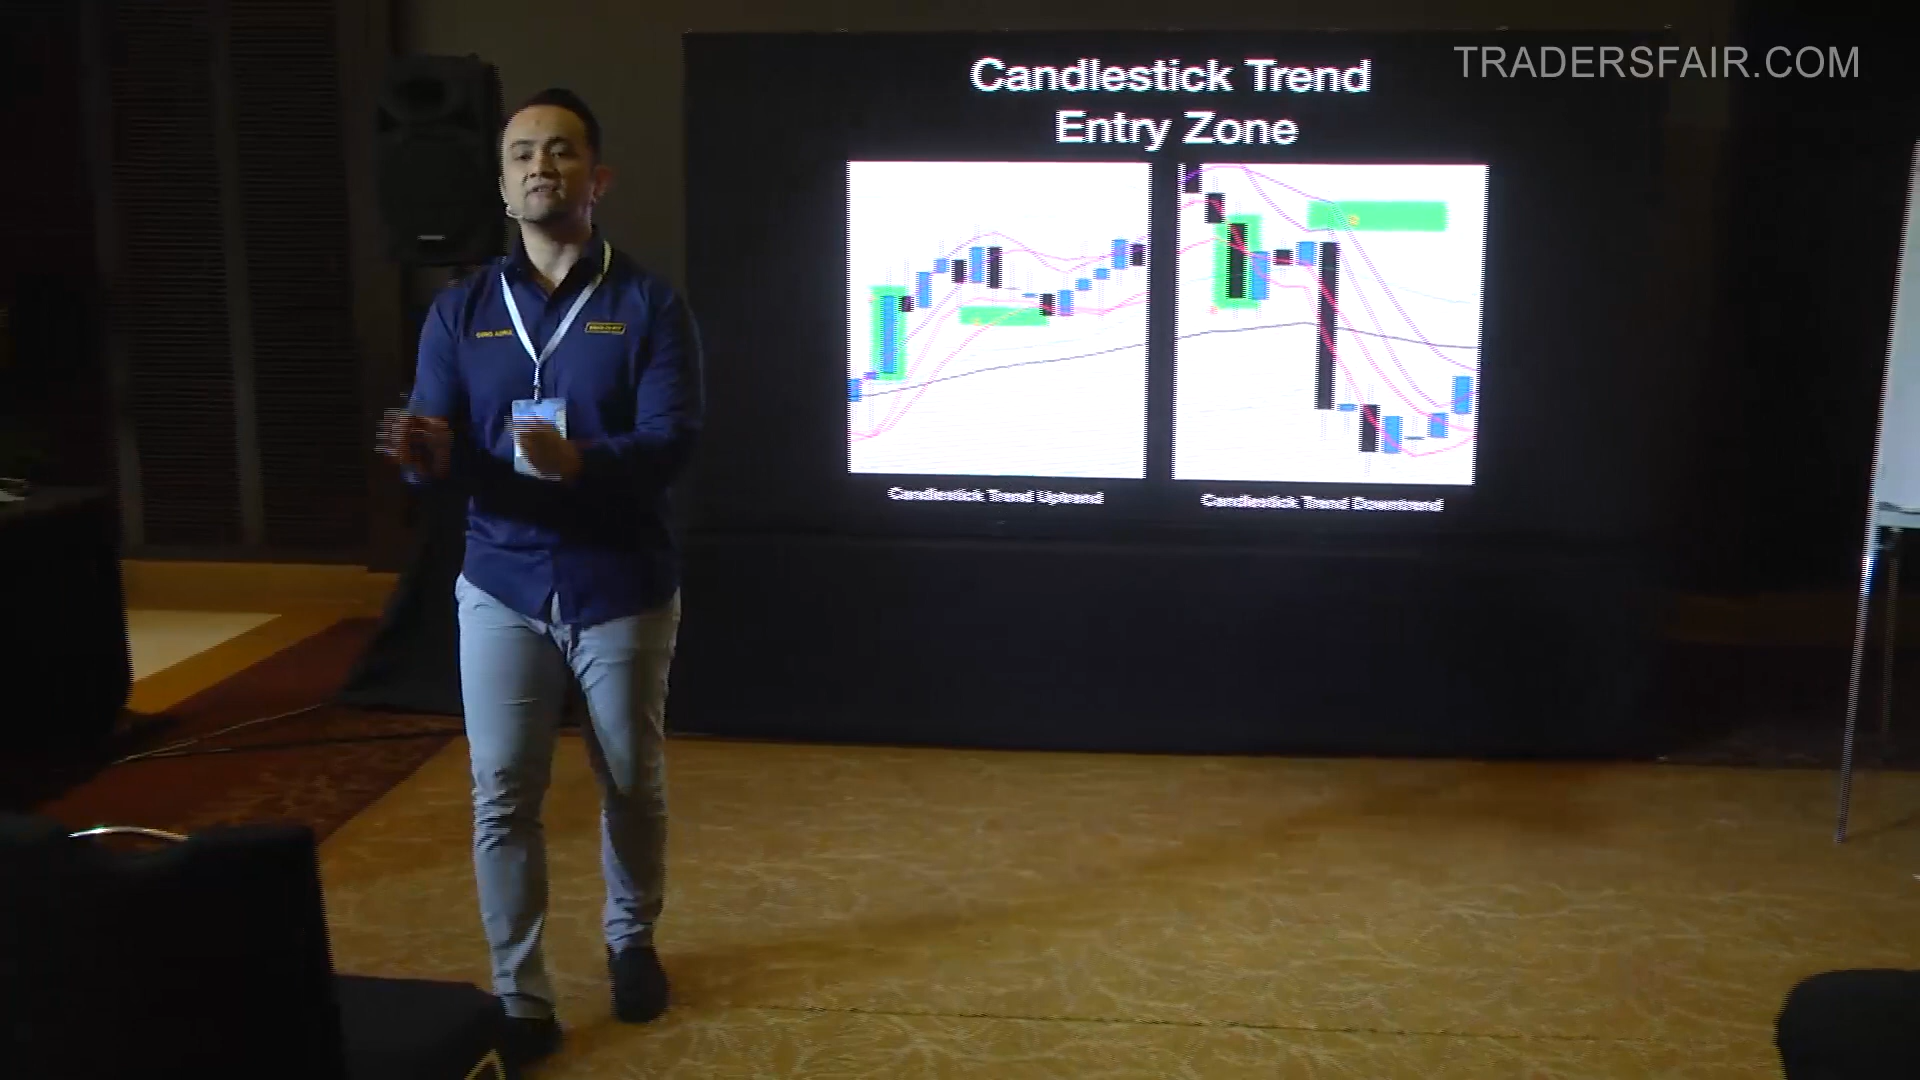 TRADERSFAIR.COM
Candlestick Trend
Entry Zone
Candlestick Trend Uptrend
Candlestick Trend Downtrend